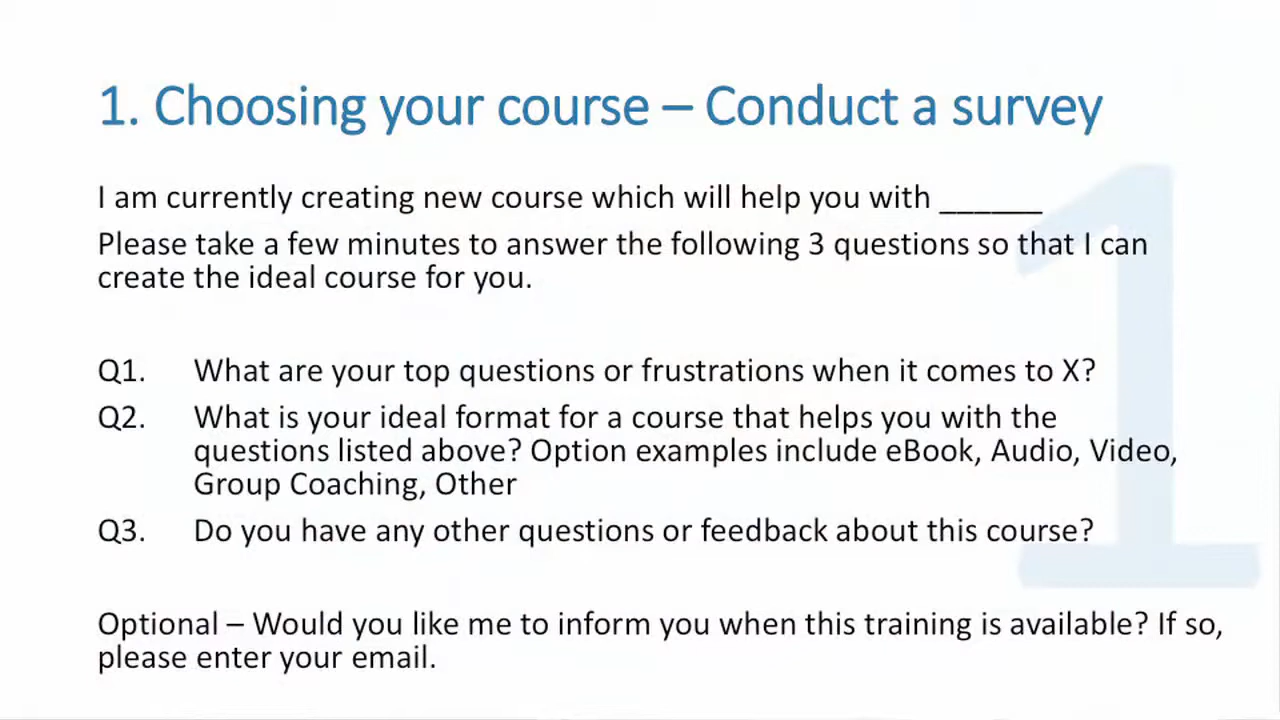 1. Choosing your course – Conduct a survey
I am currently creating new course which will help you with ______
Please take a few minutes to answer the following 3 questions so that I can
create the ideal course for you.
Q1. What are your top questions or frustrations when it comes to X?
Q2. What is your ideal format for a course that helps you with the
questions listed above? Option examples include eBook, Audio, Video,
Group Coaching, Other
Q3. Do you have any other questions or feedback about this course?
Optional – Would you like me to inform you when this training is available? If so,
please enter your email.
1